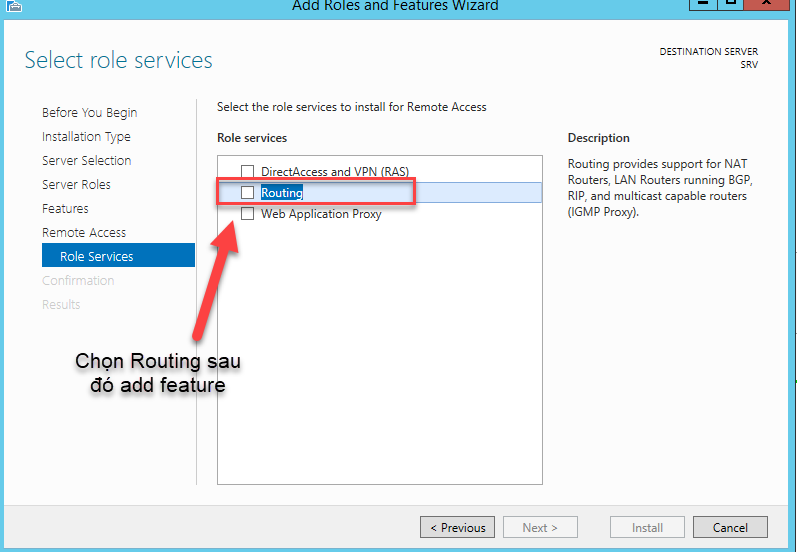 Add Roles and Features Wizard
Select role services
DESTINATION SERVER
SRV
Before You Begin
Installation Type
Server Selection
Server Roles
Features
Remote Access
Role Services
Confirmation
Results
Select the role services to install for Remote Access
Role services
DirectAccess and VPN (RAS)
Routing
Web Application Proxy
Description
Routing provides support for NAT
Routers, LAN Routers running BGP,
RIP, and multicast capable routers
(IGMP Proxy).
Chọn Routing sau
đó add feature
< Previous
Next >
Install
Cancel